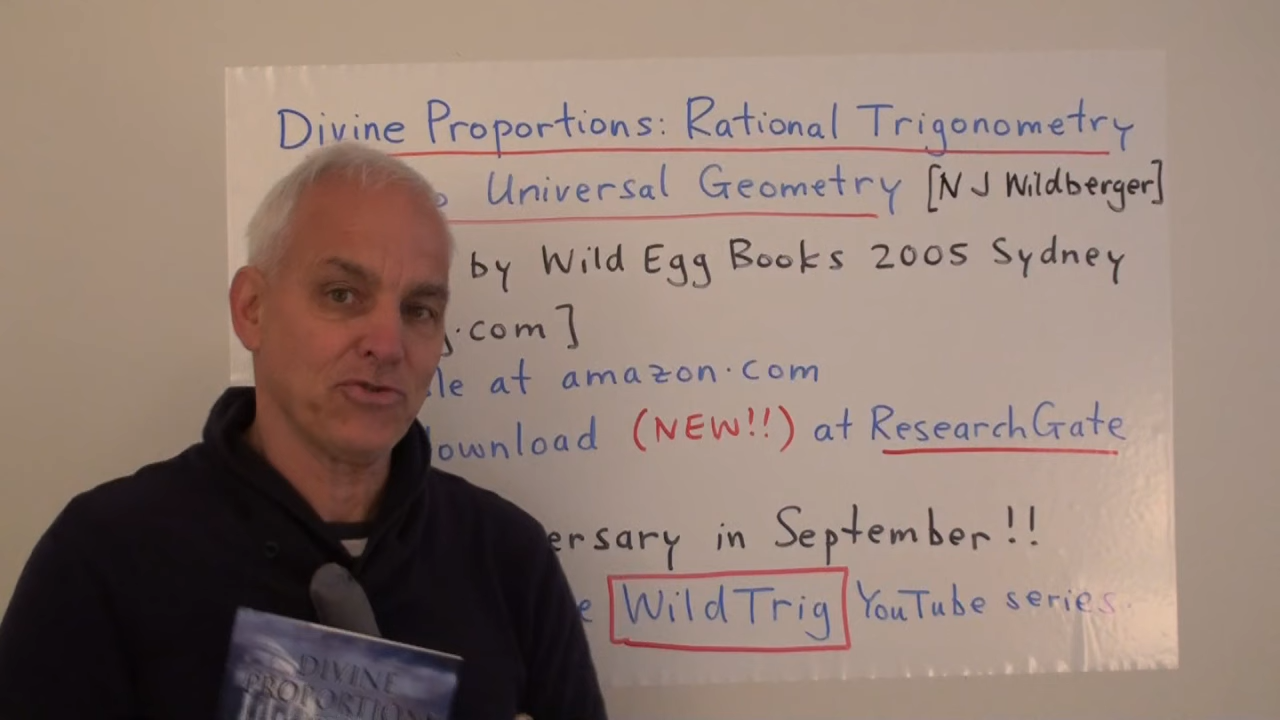 Divine Proportions: Rational Trigonometry
Universal Geometry [N J Wildberger]
by Wild Egg Books 2005 Sydney
.com]
le at amazon.com
ownload (NEW!!) at ResearchGate
ersary in September!!
e WildTrig YouTube series.
DIVINE
PROPORTION